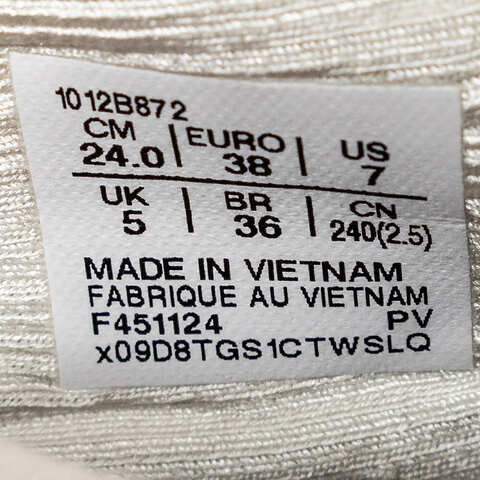 1012B872
CM EURO US
24.0 38 7
UK BR CN
5 36 240(2.5)
MADE IN VIETNAM
FABRIQUE AU VIETNAM
F451124 PV
x09D8TGS1CTWSLQ